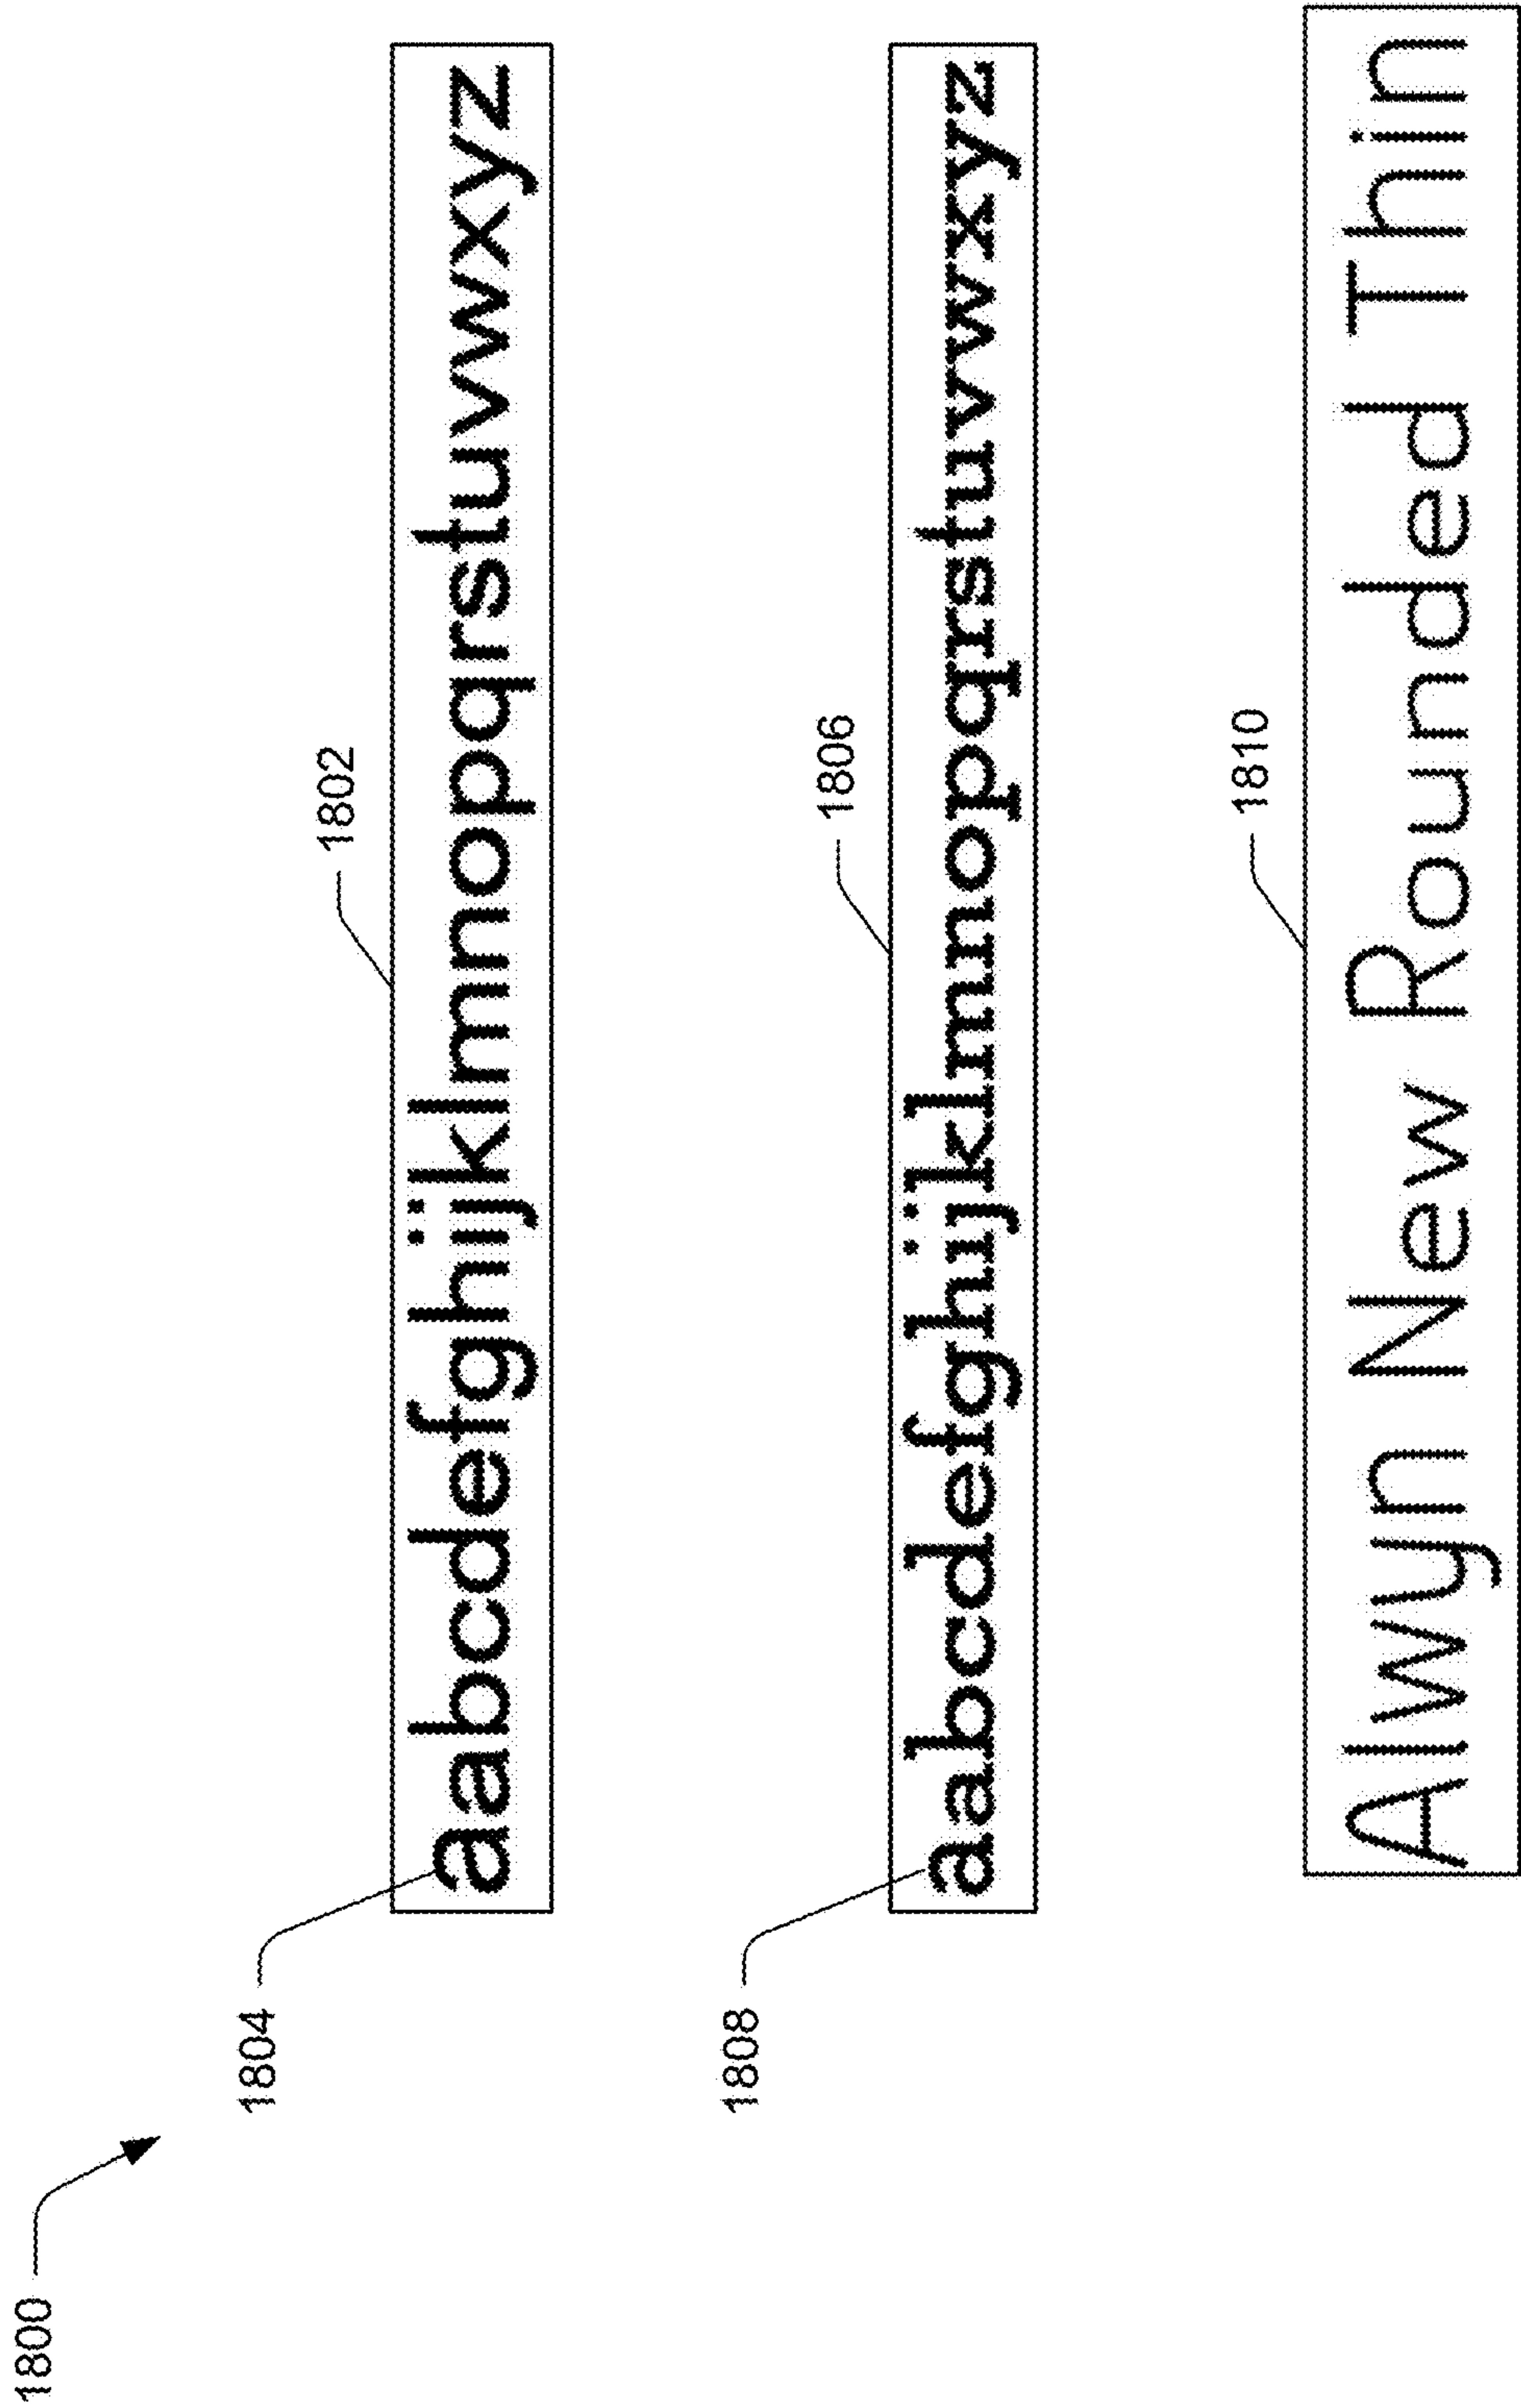 1800
1804
1802
aabcdefghijklmnopqrstuvwxyz
1808
1806
aabcdefghijklmnopqrstuvwxyz
1810
Alwyn New Rounded Thin